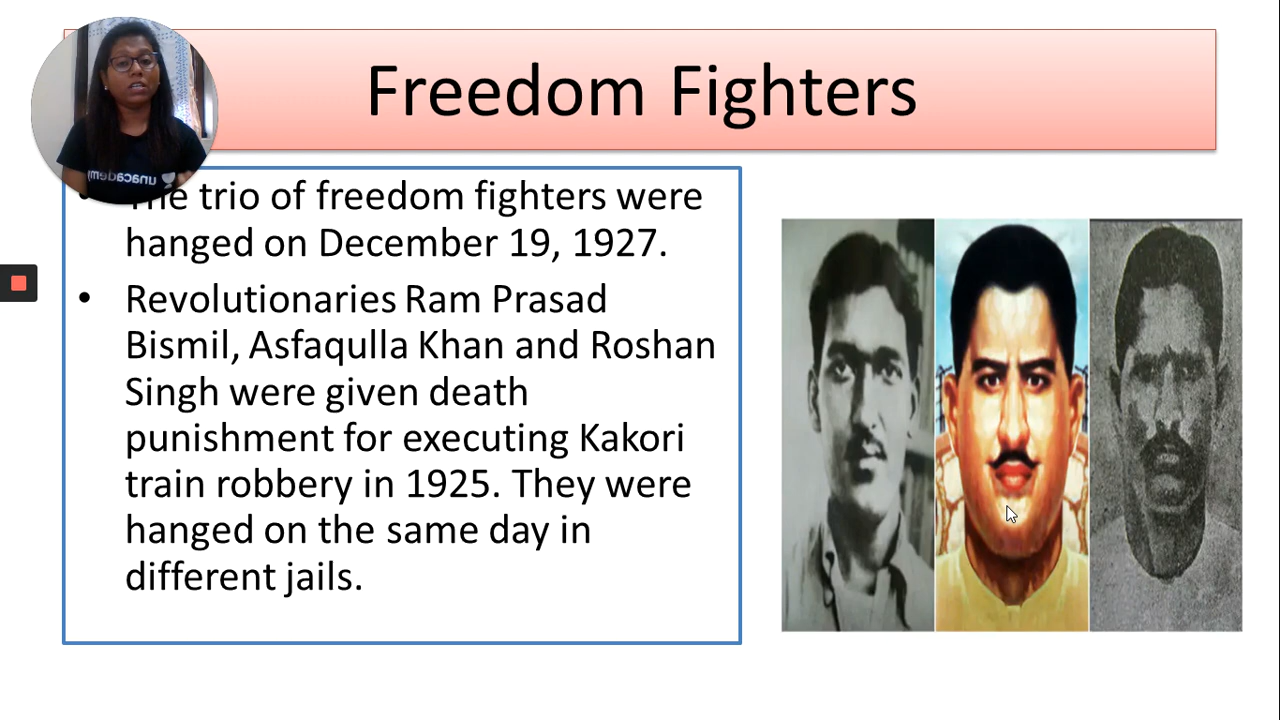 Freedom Fighters
unacademy
• The trio of freedom fighters were
hanged on December 19, 1927.
• Revolutionaries Ram Prasad
Bismil, Asfaqulla Khan and Roshan
Singh were given death
punishment for executing Kakori
train robbery in 1925. They were
hanged on the same day in
different jails.